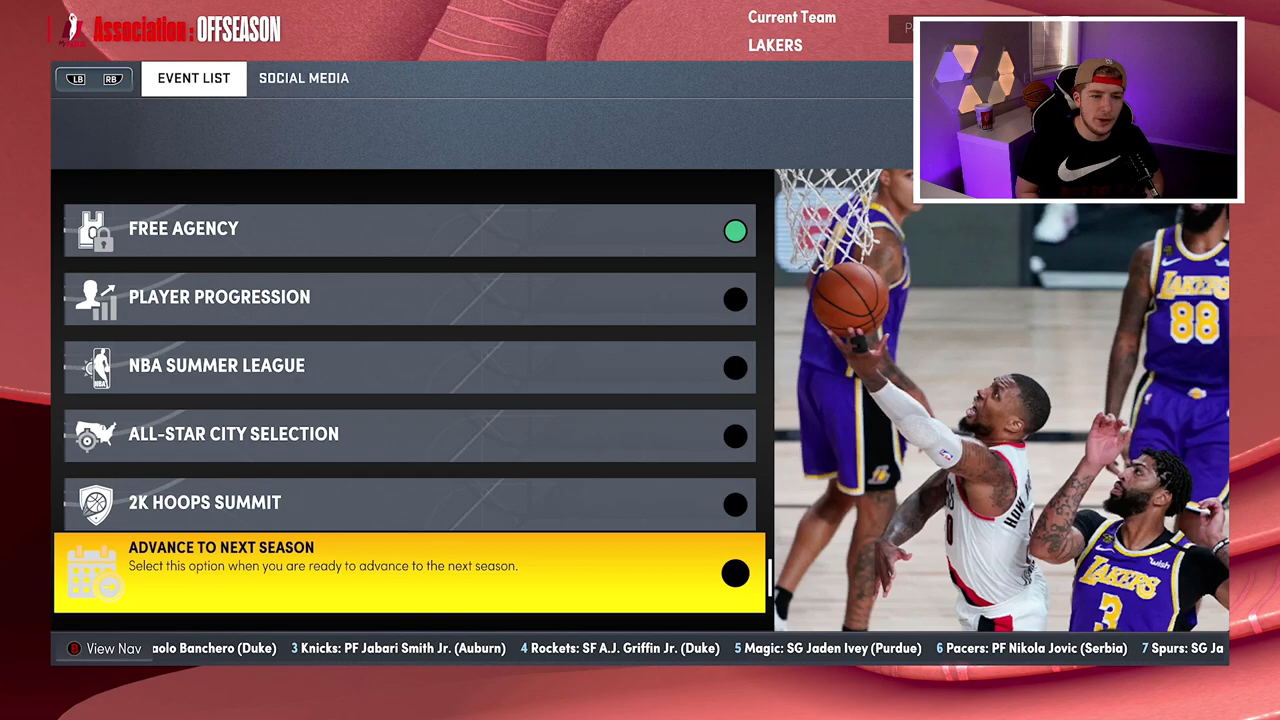 Association: OFFSEASON
Current Team
LAKERS
LB RB EVENT LIST SOCIAL MEDIA
FREE AGENCY
PLAYER PROGRESSION
NBA SUMMER LEAGUE
ALL-STAR CITY SELECTION
2K HOOPS SUMMIT
ADVANCE TO NEXT SEASON
Select this option when you are ready to advance to the next season.
LAKERS
88
LAKERS
3
wish
B View Nav aolo Banchero (Duke) 3 Knicks: PF Jabari Smith Jr. (Auburn) 4 Rockets: SF A.J. Griffin Jr. (Duke) 5 Magic: SG Jaden Ivey (Purdue) 6 Pacers: PF Nikola Jovic (Serbia) 7 Spurs: SG Ja